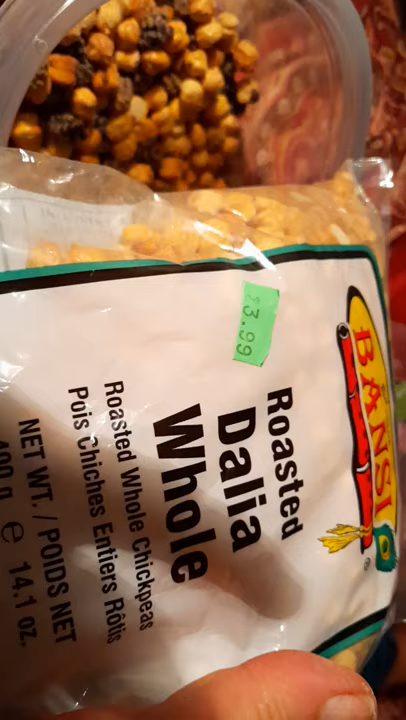 BANSI
®
$3.99
Roasted
Dalia
Whole
Roasted Whole Chickpeas
Pois Chiches Entiers Rôtis
NET WT. / POIDS NET
400 g e 14.1 oz.